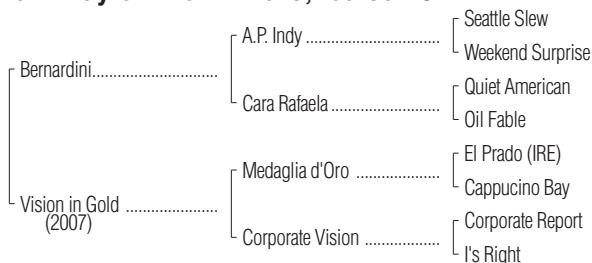 Seattle Slew
A.P. Indy ..............................
Weekend Surprise
Bernardini.............................
Quiet American
Cara Rafaela ........................
Oil Fable
El Prado (IRE)
Medaglia d'Oro ...................
Cappucino Bay
Vision in Gold .....................
(2007)
Corporate Report
Corporate Vision .................
I's Right